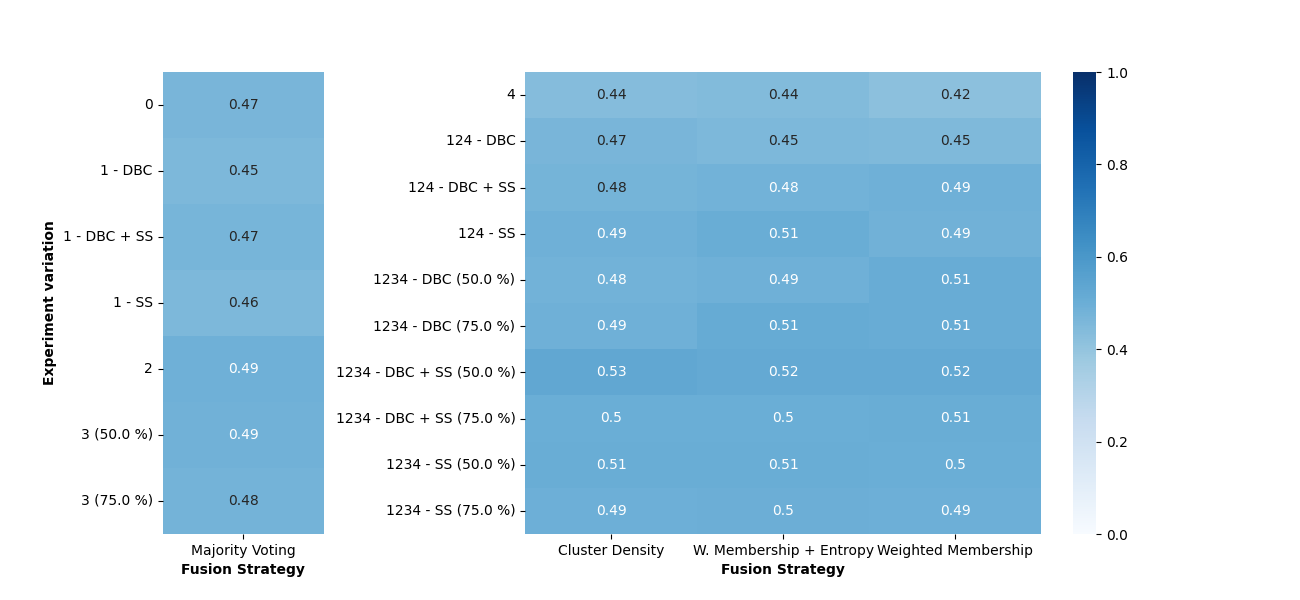 Experiment variation
0 0.47
1 - DBC 0.45
1 - DBC + SS 0.47
1 - SS 0.46
2 0.49
3 (50.0 %) 0.49
3 (75.0 %) 0.48
Majority Voting
Fusion Strategy
4 0.44 0.44 0.42
124 - DBC 0.47 0.45 0.45
124 - DBC + SS 0.48 0.48 0.49
124 - SS 0.49 0.51 0.49
1234 - DBC (50.0 %) 0.48 0.49 0.51
1234 - DBC (75.0 %) 0.49 0.51 0.51
1234 - DBC + SS (50.0 %) 0.53 0.52 0.52
1234 - DBC + SS (75.0 %) 0.5 0.5 0.51
1234 - SS (50.0 %) 0.51 0.51 0.5
1234 - SS (75.0 %) 0.49 0.5 0.49
Cluster Density W. Membership + Entropy Weighted Membership
Fusion Strategy
1.0
0.8
0.6
0.4
0.2
0.0